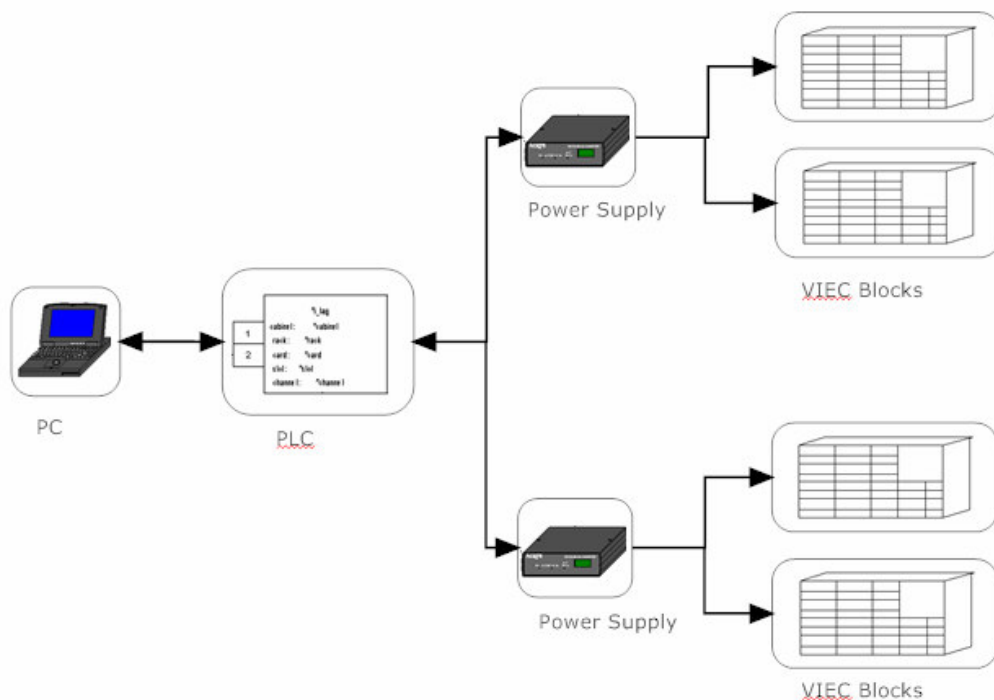 Power Supply
VIEC Blocks
1
2
%i_tag
cabinet: %cabinet
rack: %rack
card: %card
slot: %slot
channel: %channel
PC
PLC
Power Supply
VIEC Blocks